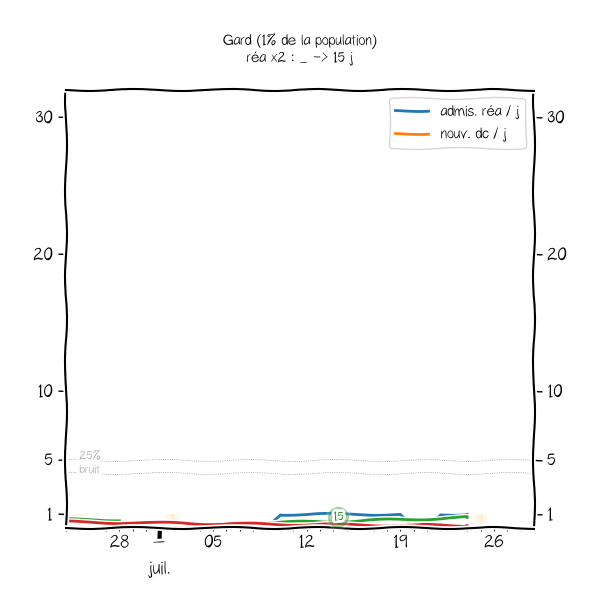 Gard (1% de la population)
réa x2 : _ -> 15 j
admis. réa / j
nouv. dc / j
30
30
20
20
10
10
25%
5
5
bruit
15
1
1
28
05
12
19
26
juil.